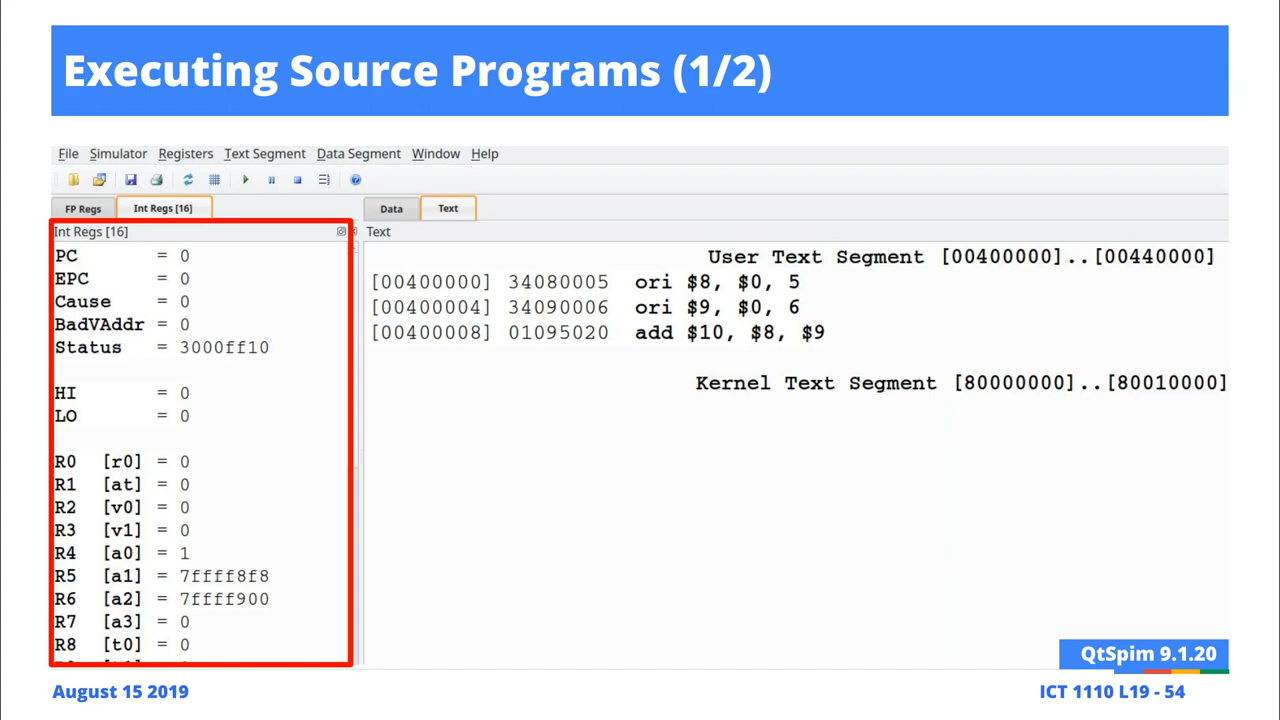 Executing Source Programs (1/2)
File Simulator Registers Text Segment Data Segment Window Help
FP Regs Int Regs [16] Data Text
Int Regs [16]
PC = 0
EPC = 0
Cause = 0
BadVAddr = 0
Status = 3000ff10
HI = 0
LO = 0
R0 [r0] = 0
R1 [at] = 0
R2 [v0] = 0
R3 [v1] = 0
R4 [a0] = 1
R5 [a1] = 7ffff8f8
R6 [a2] = 7ffff900
R7 [a3] = 0
R8 [t0] = 0
Text
User Text Segment [00400000]..[00440000]
[00400000] 34080005 ori $8, $0, 5
[00400004] 34090006 ori $9, $0, 6
[00400008] 01095020 add $10, $8, $9
Kernel Text Segment [80000000]..[80010000]
QtSpim 9.1.20
August 15 2019
ICT 1110 L19 - 54